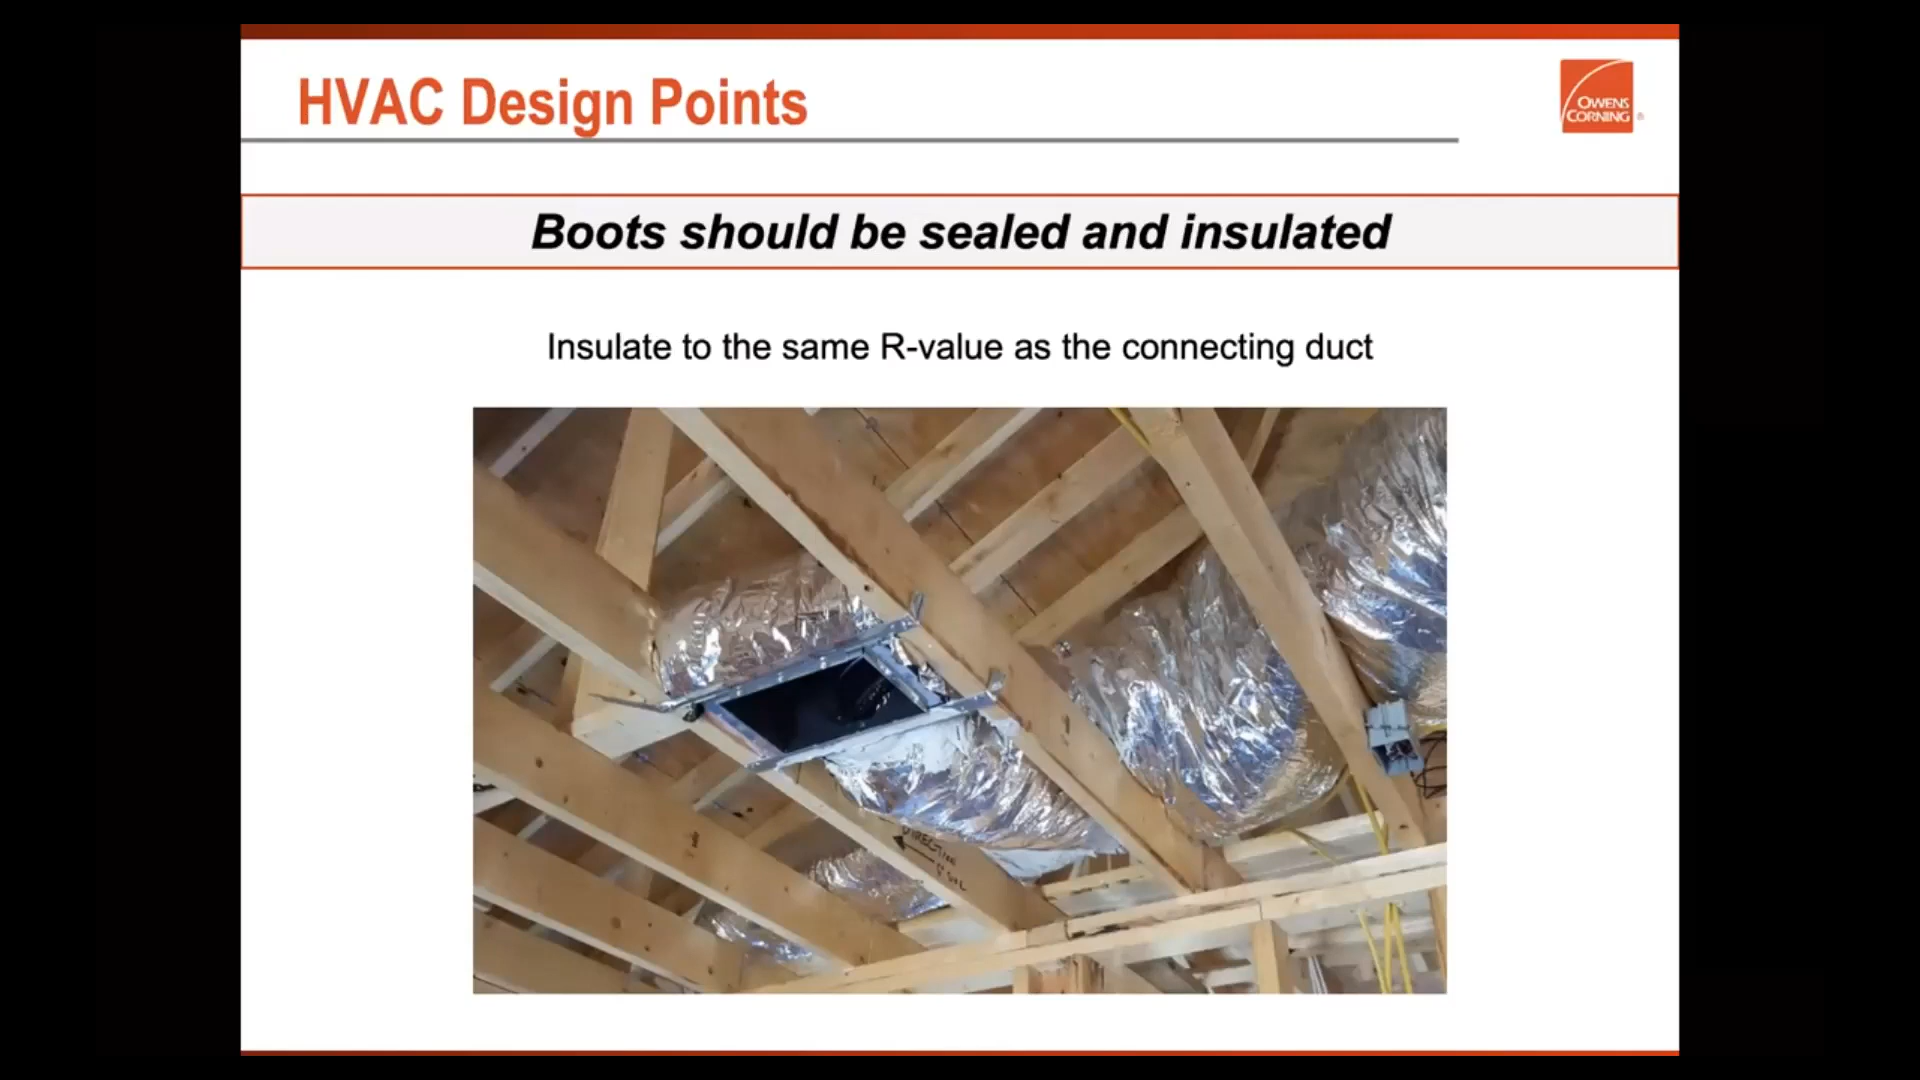 HVAC Design Points
OWENS
CORNING
®
Boots should be sealed and insulated
Insulate to the same R-value as the connecting duct
DIRECTION